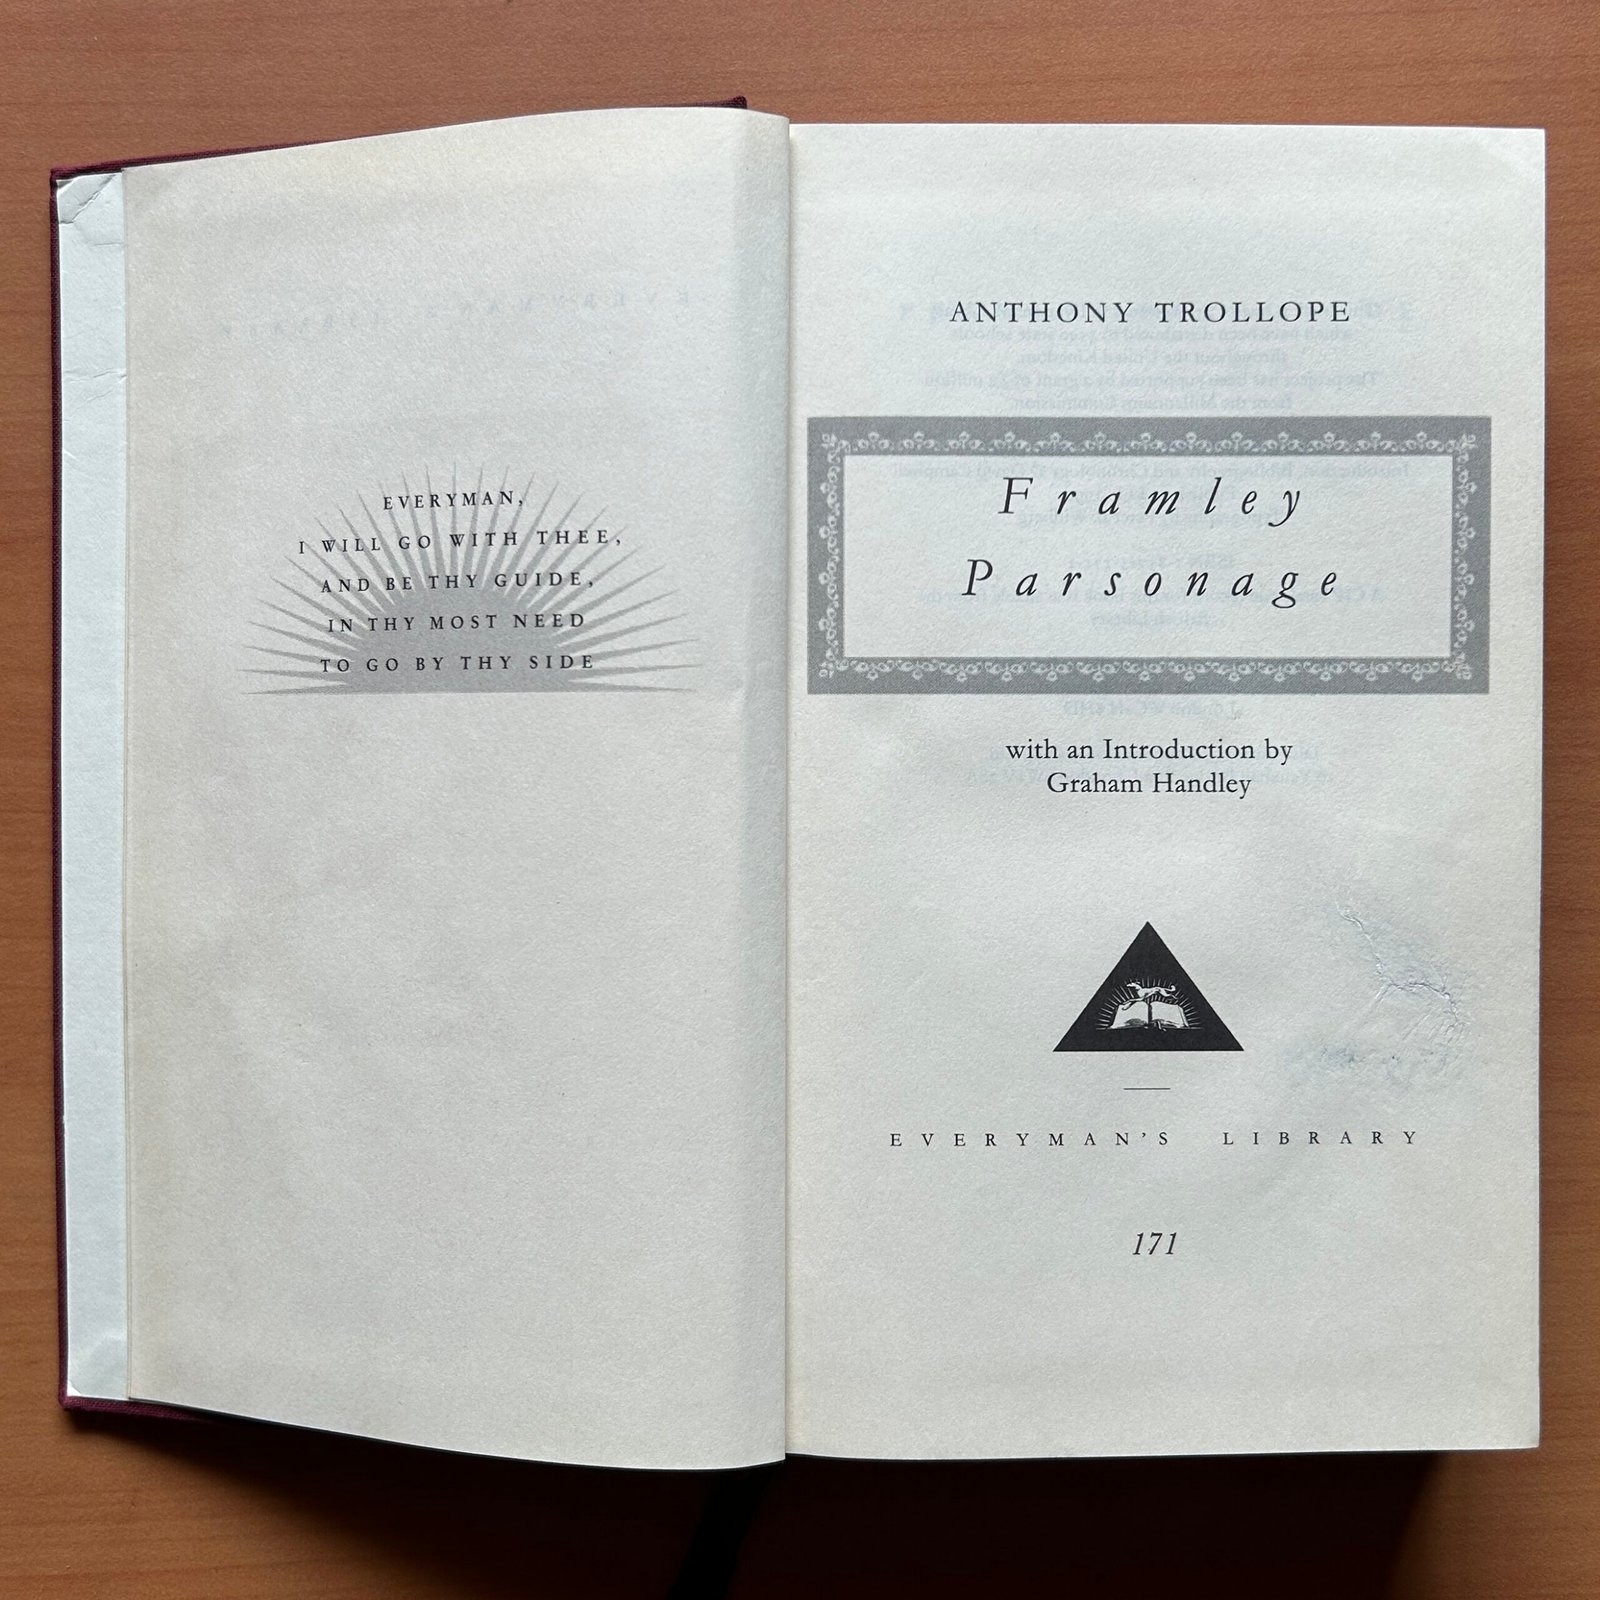 EVERYMAN,
I WILL GO WITH THEE,
AND BE THY GUIDE,
IN THY MOST NEED
TO GO BY THY SIDE
ANTHONY TROLLOPE
Framley
Parsonage
with an Introduction by
Graham Handley
EVERYMAN'S LIBRARY
171